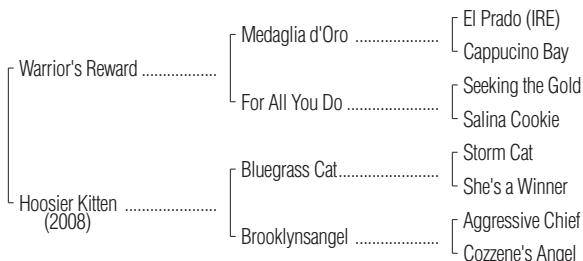 El Prado (IRE)
Medaglia d'Oro ....................
Cappucino Bay
Warrior's Reward ..................
Seeking the Gold
For All You Do ......................
Salina Cookie
Storm Cat
Bluegrass Cat........................
She's a Winner
Hoosier Kitten ......................
(2008)
Aggressive Chief
Brooklynsangel ....................
Cozzene's Angel